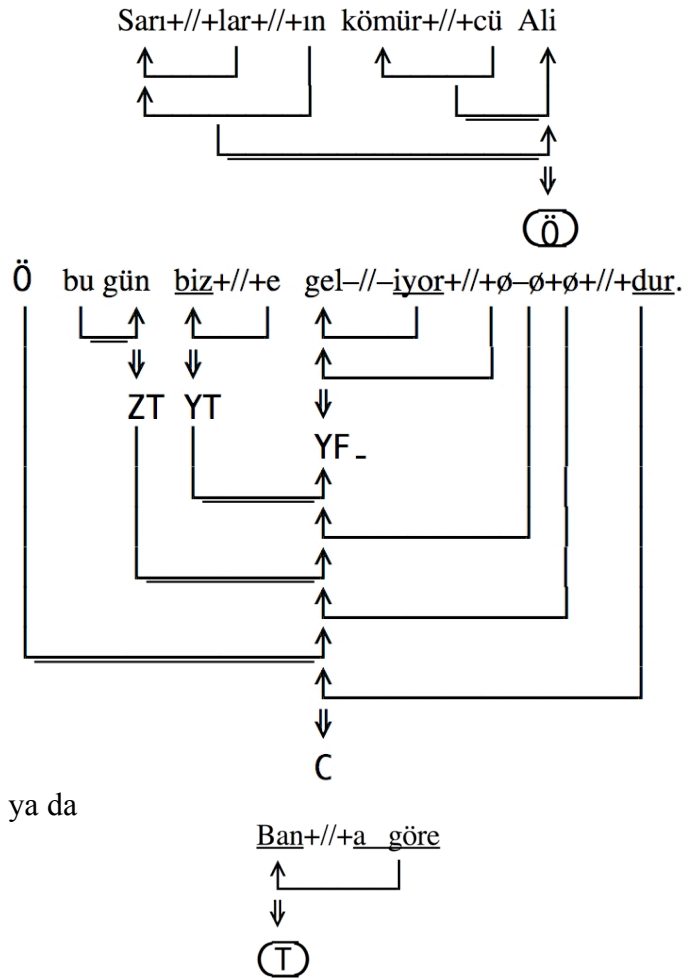 Sarı+//+lar+//+ın kömür+//+cü Ali
Ö
Ö bu gün biz+//+e gel–//–iyor+//+ø–ø+ø+//+dur.
ZT YT
YF-
C
ya da
Ban+//+a göre
T